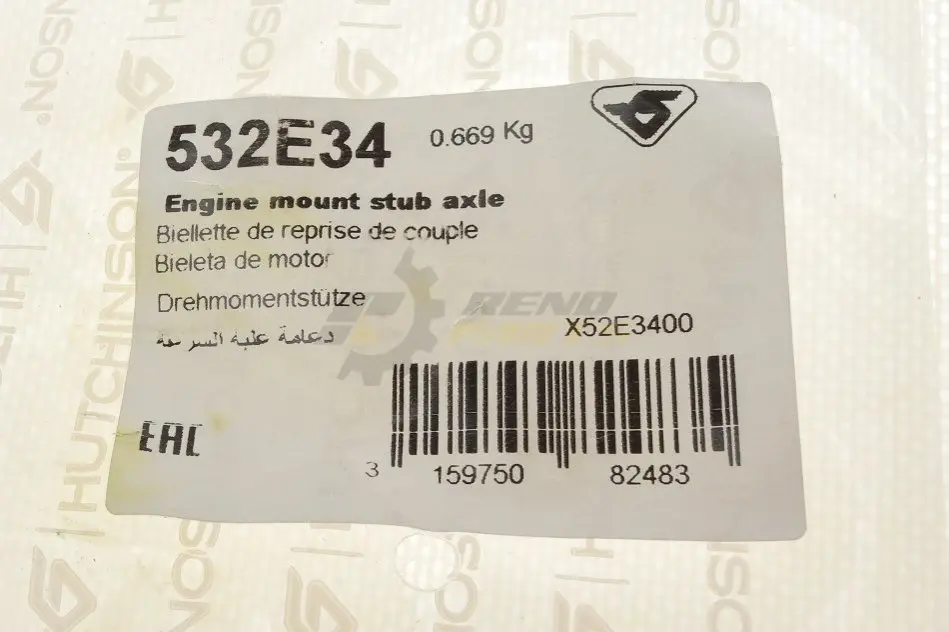 532E34
0.669 Kg
Engine mount stub axle
Biellette de reprise de couple
Bieleta de motor
Drehmomentstütze
دعامة علبة السرعة
X52E3400
EAC
3 159750 82483
HUTCHINSON®
RENO